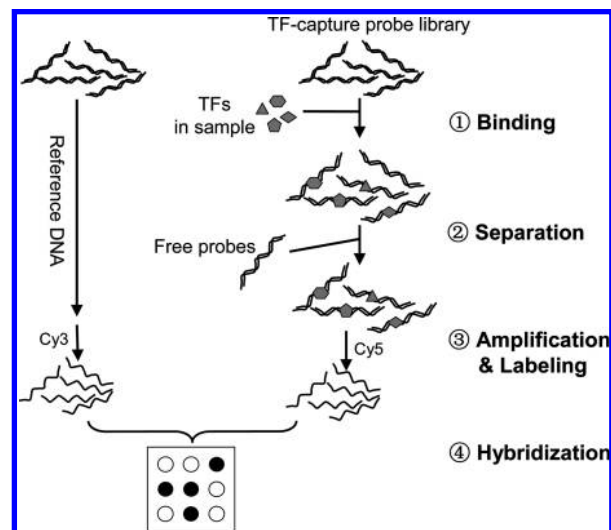 TF-capture probe library
TFs
in sample
① Binding
Reference DNA
② Separation
Free probes
Cy3
Cy5
③ Amplification
& Labeling
④ Hybridization